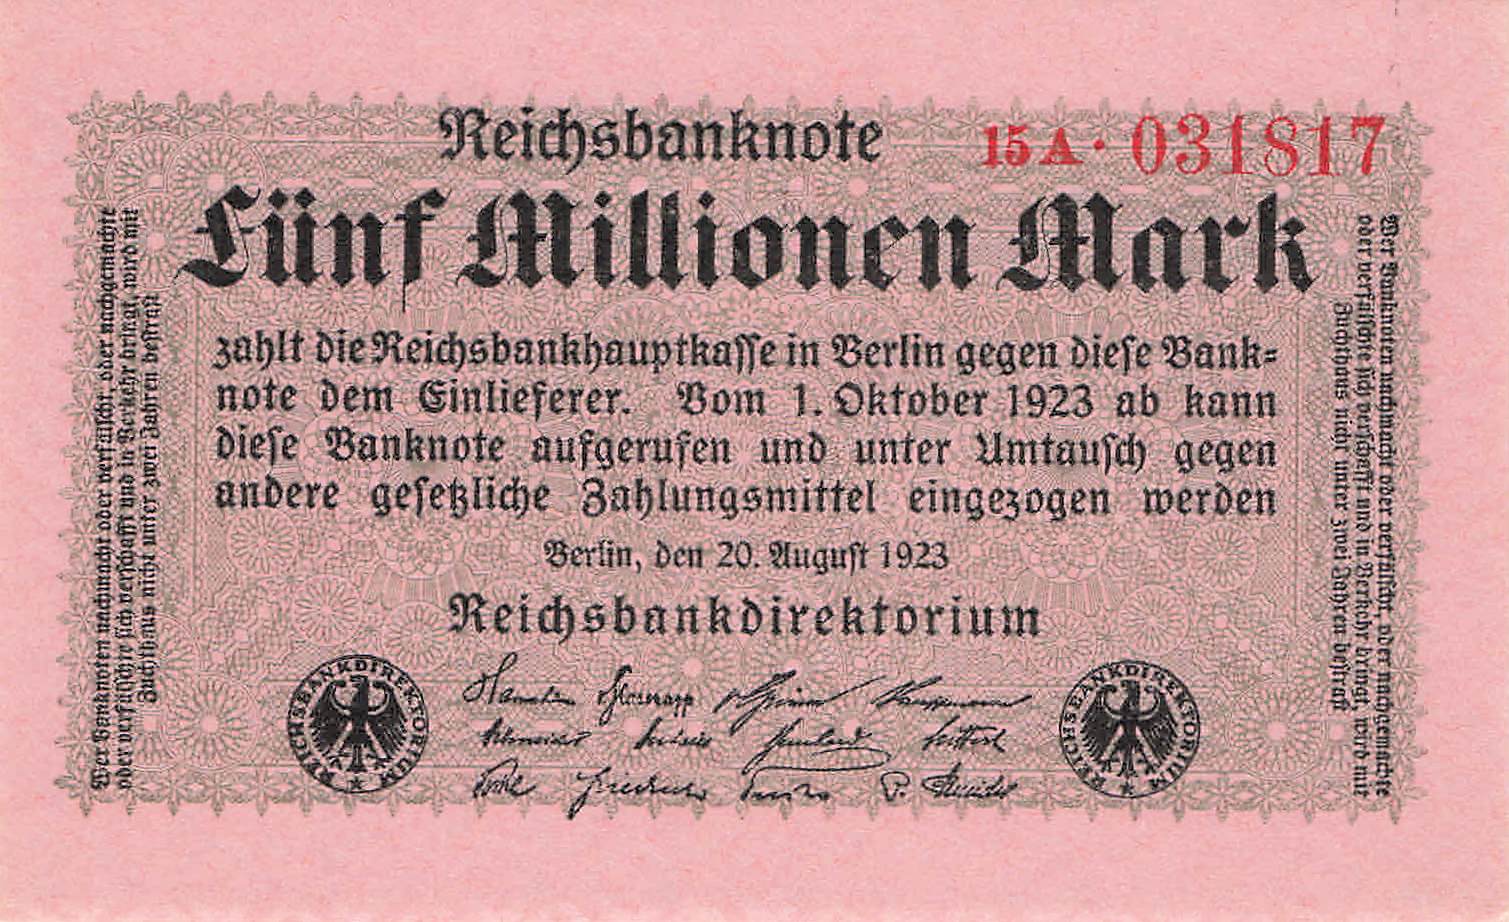 Reichsbanknote
15A· 031817
Fünf Millionen Mark
zahlt die Reichsbankhauptkasse in Berlin gegen diese Bank=
note dem Einlieferer. Vom 1. Oktober 1923 ab kann
diese Banknote aufgerufen und unter Umtausch gegen
andere gesetzliche Zahlungsmittel eingezogen werden
Berlin, den 20. August 1923
Reichsbankdirektorium
REICHSBANKDIREKTORIUM
REICHSBANKDIREKTORIUM
Wer Banknoten nachmacht oder verfälscht, oder nachgemachte
oder verfälschte sich verschafft und in Verkehr bringt, wird mit
Zuchthaus nicht unter zwei Jahren bestraft
Wer Banknoten nachmacht oder verfälscht, oder nachgemachte
oder verfälschte sich verschafft und in Verkehr bringt, wird mit
Zuchthaus nicht unter zwei Jahren bestraft